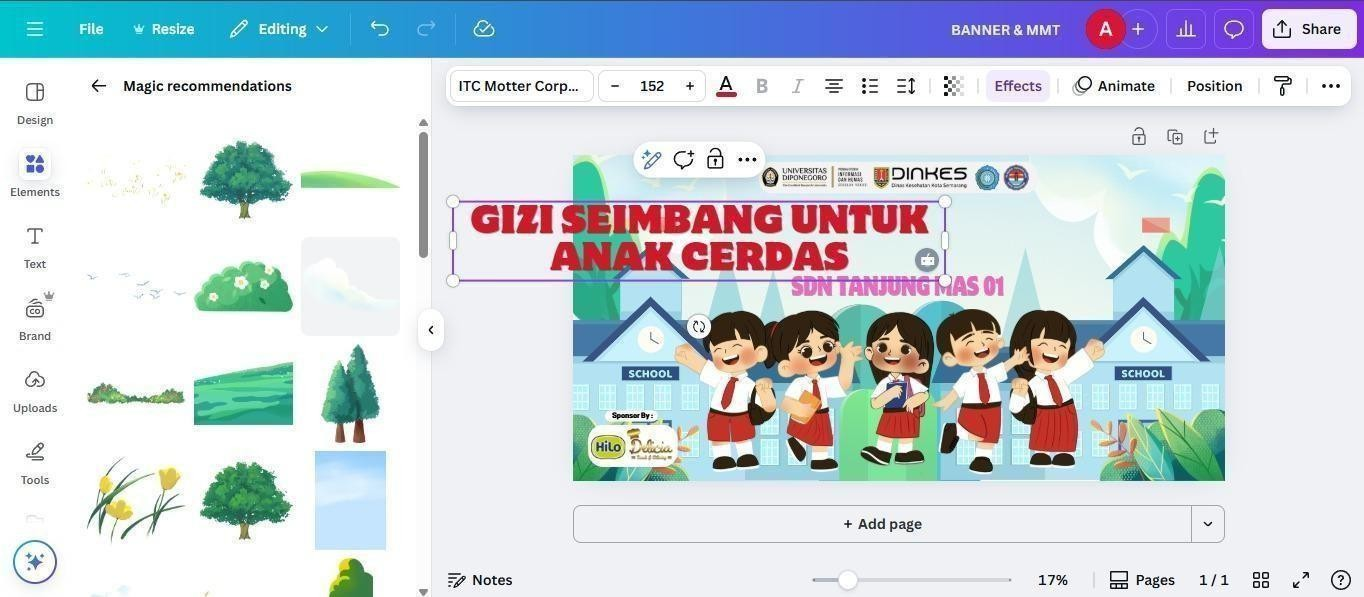 File
Resize
Editing
BANNER & MMT
A
Share
Design
Elements
Text
Brand
Uploads
Tools
Magic recommendations
ITC Motter Corp...
– 152 +
A
B
I
Effects
Animate
Position
UNIVERSITAS
DIPONEGORO
DINKES
Dinas Kesehatan Kota Semarang
GIZI SEIMBANG UNTUK
ANAK CERDAS
SDN TANJUNG MAS 01
SCHOOL
SCHOOL
Sponsor By :
HiLo
Delicia
+ Add page
Notes
17%
Pages
1 / 1